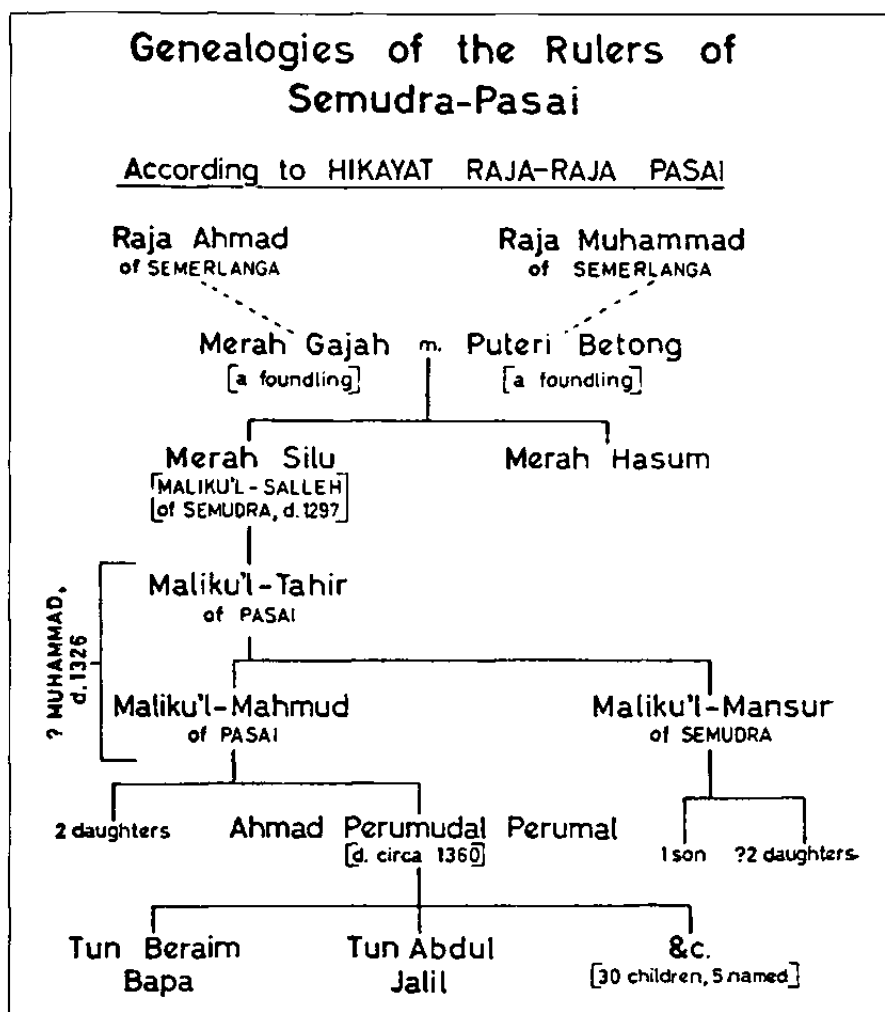 Genealogies of the Rulers of
Semudra-Pasai
According to HIKAYAT RAJA-RAJA PASAI
Raja Ahmad
of SEMERLANGA
Raja Muhammad
of SEMERLANGA
Merah Gajah m. Puteri Betong
[a foundling] [a foundling]
Merah Silu
[MALIKU'L-SALLEH
of SEMUDRA, d.1297]
Merah Hasum
? MUHAMMAD,
d.1326
Maliku'l-Tahir
of PASAI
Maliku'l-Mahmud
of PASAI
Maliku'l-Mansur
of SEMUDRA
2 daughters
Ahmad Perumudal Perumal
[d. circa 1360]
1 son ?2 daughters
Tun Beraim
Bapa
Tun Abdul
Jalil
&c.
[30 children, 5 named]